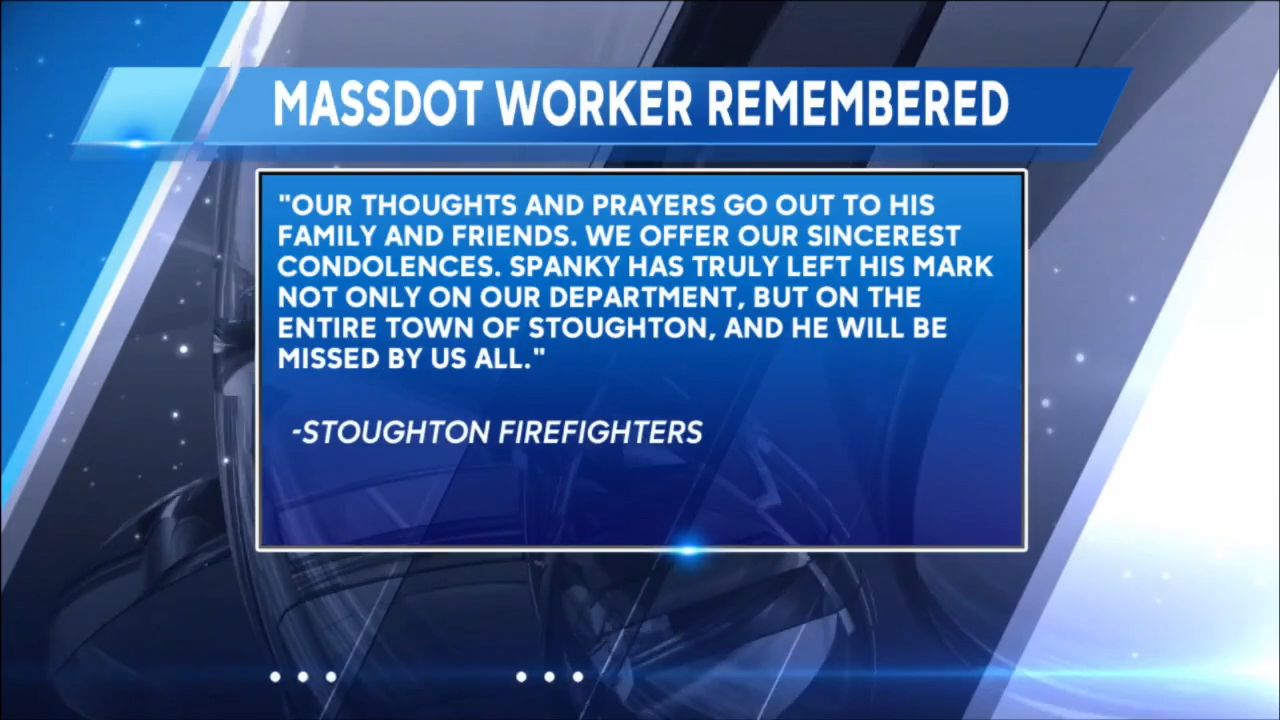 MASSDOT WORKER REMEMBERED
"OUR THOUGHTS AND PRAYERS GO OUT TO HIS
FAMILY AND FRIENDS. WE OFFER OUR SINCEREST
CONDOLENCES. SPANKY HAS TRULY LEFT HIS MARK
NOT ONLY ON OUR DEPARTMENT, BUT ON THE
ENTIRE TOWN OF STOUGHTON, AND HE WILL BE
MISSED BY US ALL."
-STOUGHTON FIREFIGHTERS